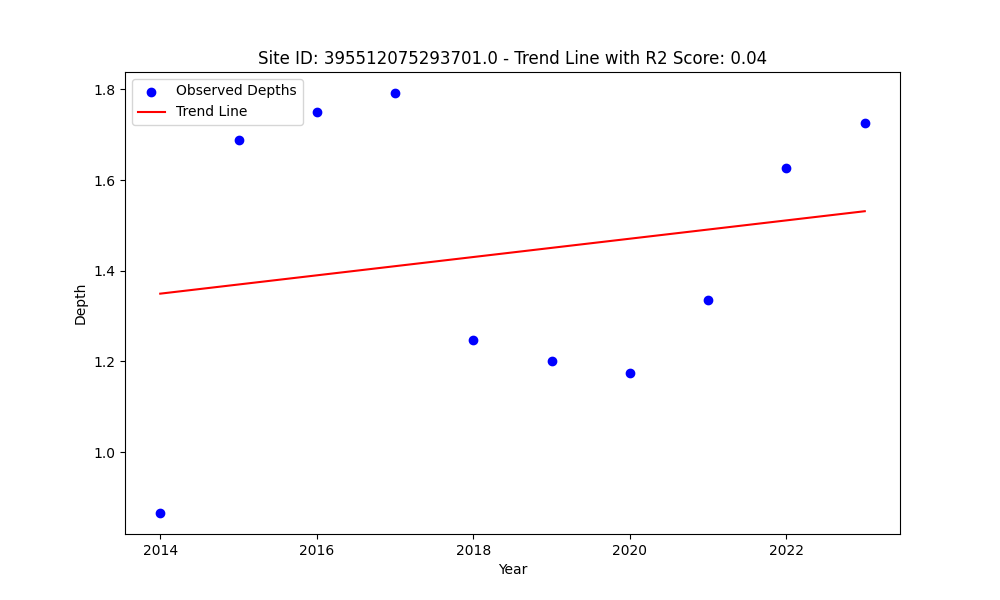 Site ID: 395512075293701.0 - Trend Line with R2 Score: 0.04
Observed Depths
Trend Line
1.8
1.6
1.4
1.2
1.0
Depth
2014
2016
2018
2020
2022
Year